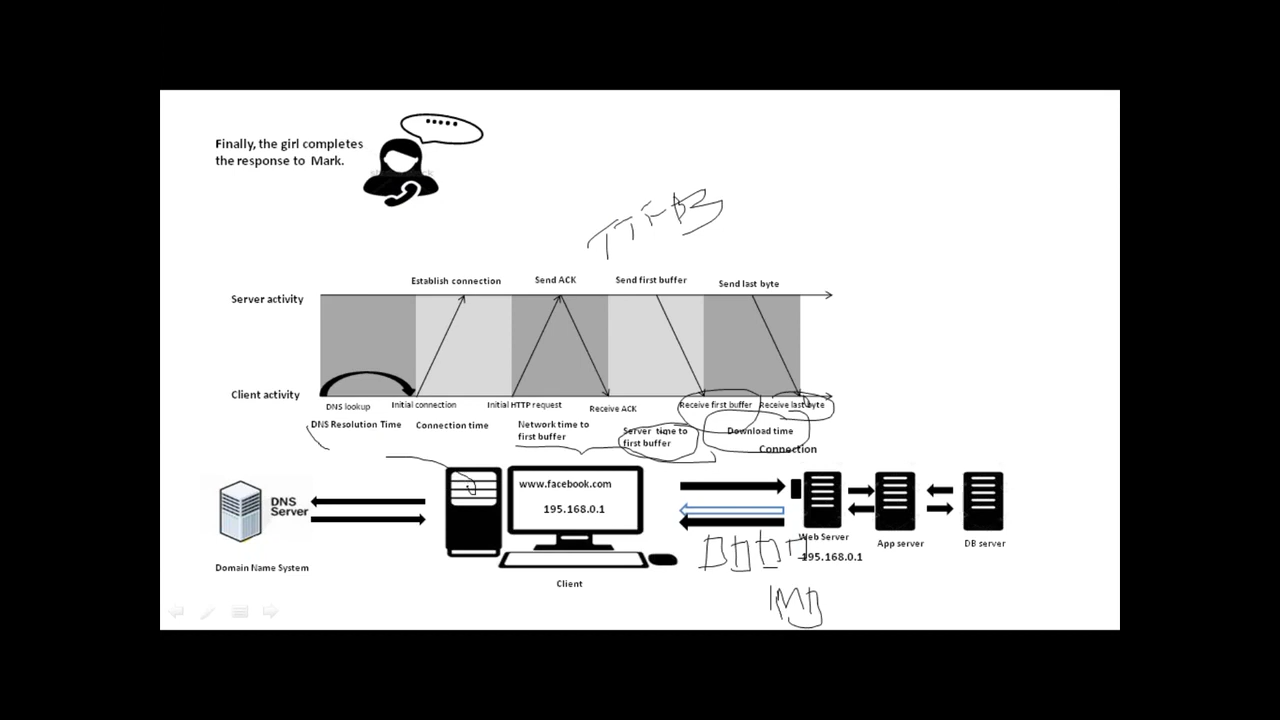 Finally, the girl completes
the response to Mark.
TTFB
Establish connection
Send ACK
Send first buffer
Send last byte
Server activity
Client activity
DNS lookup
Initial connection
Initial HTTP request
Receive ACK
Receive first buffer
Receive last byte
DNS Resolution Time
Connection time
Network time to
first buffer
Server time to
first buffer
Download time
Connection
www.facebook.com
195.168.0.1
DNS
Server
Domain Name System
Client
Web Server
195.168.0.1
App server
DB server
1MB